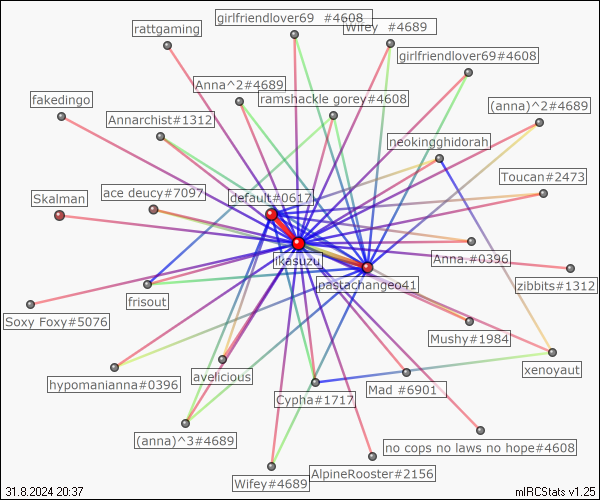 girlfriendlover69 #4608
rattgaming
Wifey #4689
girlfriendlover69#4608
Anna^2#4689
ramshackle gorey#4608
fakedingo
(anna)^2#4689
Annarchist#1312
neokingghidorah
Toucan#2473
ace deucy#7097
default#0617
Skalman
ikasuzu
Anna.#0396
pastachangeo41
zibbits#1312
frisout
Soxy Foxy#5076
Mushy#1984
xenoyaut
avelicious
hypomanianna#0396
Mad #6901
Cypha#1717
(anna)^3#4689
no cops no laws no hope#4608
AlpineRooster#2156
Wifey#4689
31.8.2024 20:37
mIRCStats v1.25